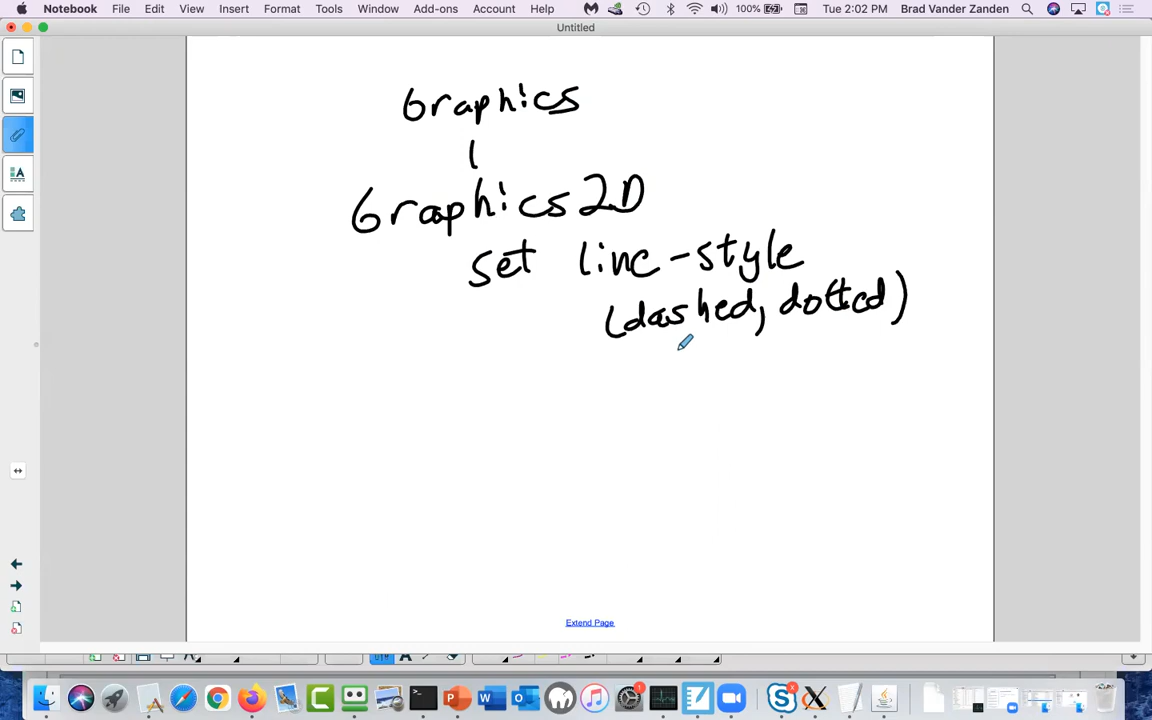 Notebook File Edit View Insert Format Tools Window Add-ons Account Help 100% Tue 2:02 PM Brad Vander Zanden
Untitled
Graphics
Graphics2D
set line-style
(dashed, dotted)
Extend Page